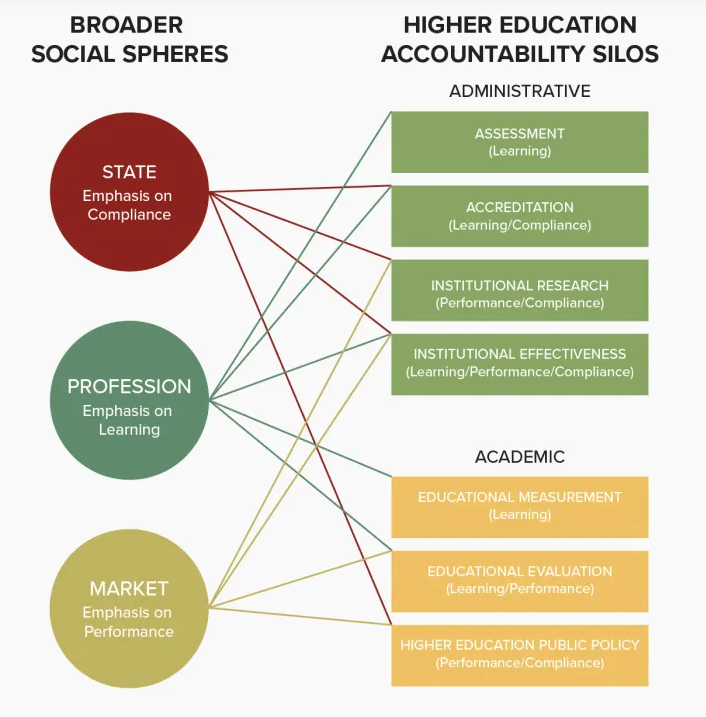 BROADER
SOCIAL SPHERES
HIGHER EDUCATION
ACCOUNTABILITY SILOS
STATE
Emphasis on
Compliance
PROFESSION
Emphasis on
Learning
MARKET
Emphasis on
Performance
ADMINISTRATIVE
ASSESSMENT
(Learning)
ACCREDITATION
(Learning/Compliance)
INSTITUTIONAL RESEARCH
(Performance/Compliance)
INSTITUTIONAL EFFECTIVENESS
(Learning/Performance/Compliance)
ACADEMIC
EDUCATIONAL MEASUREMENT
(Learning)
EDUCATIONAL EVALUATION
(Learning/Performance)
HIGHER EDUCATION PUBLIC POLICY
(Performance/Compliance)